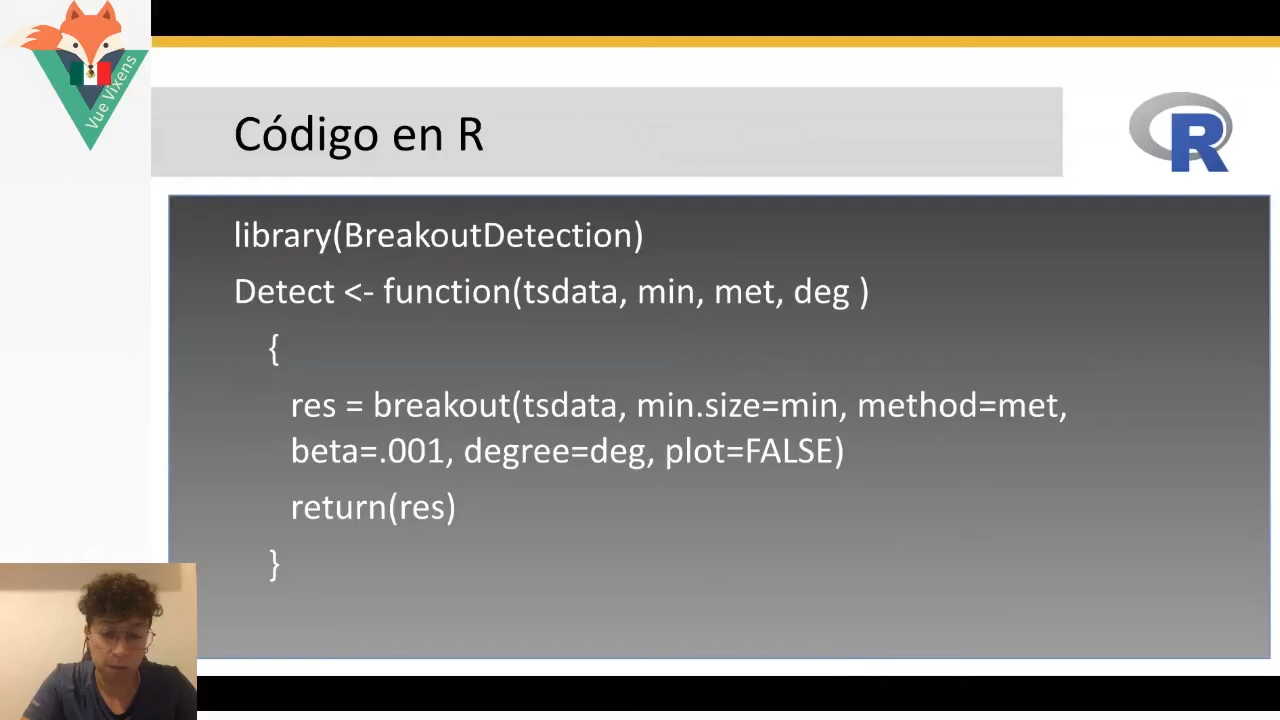 Vue Vixens
Código en R
R
library(BreakoutDetection)
Detect <- function(tsdata, min, met, deg )
{
res = breakout(tsdata, min.size=min, method=met,
beta=.001, degree=deg, plot=FALSE)
return(res)
}